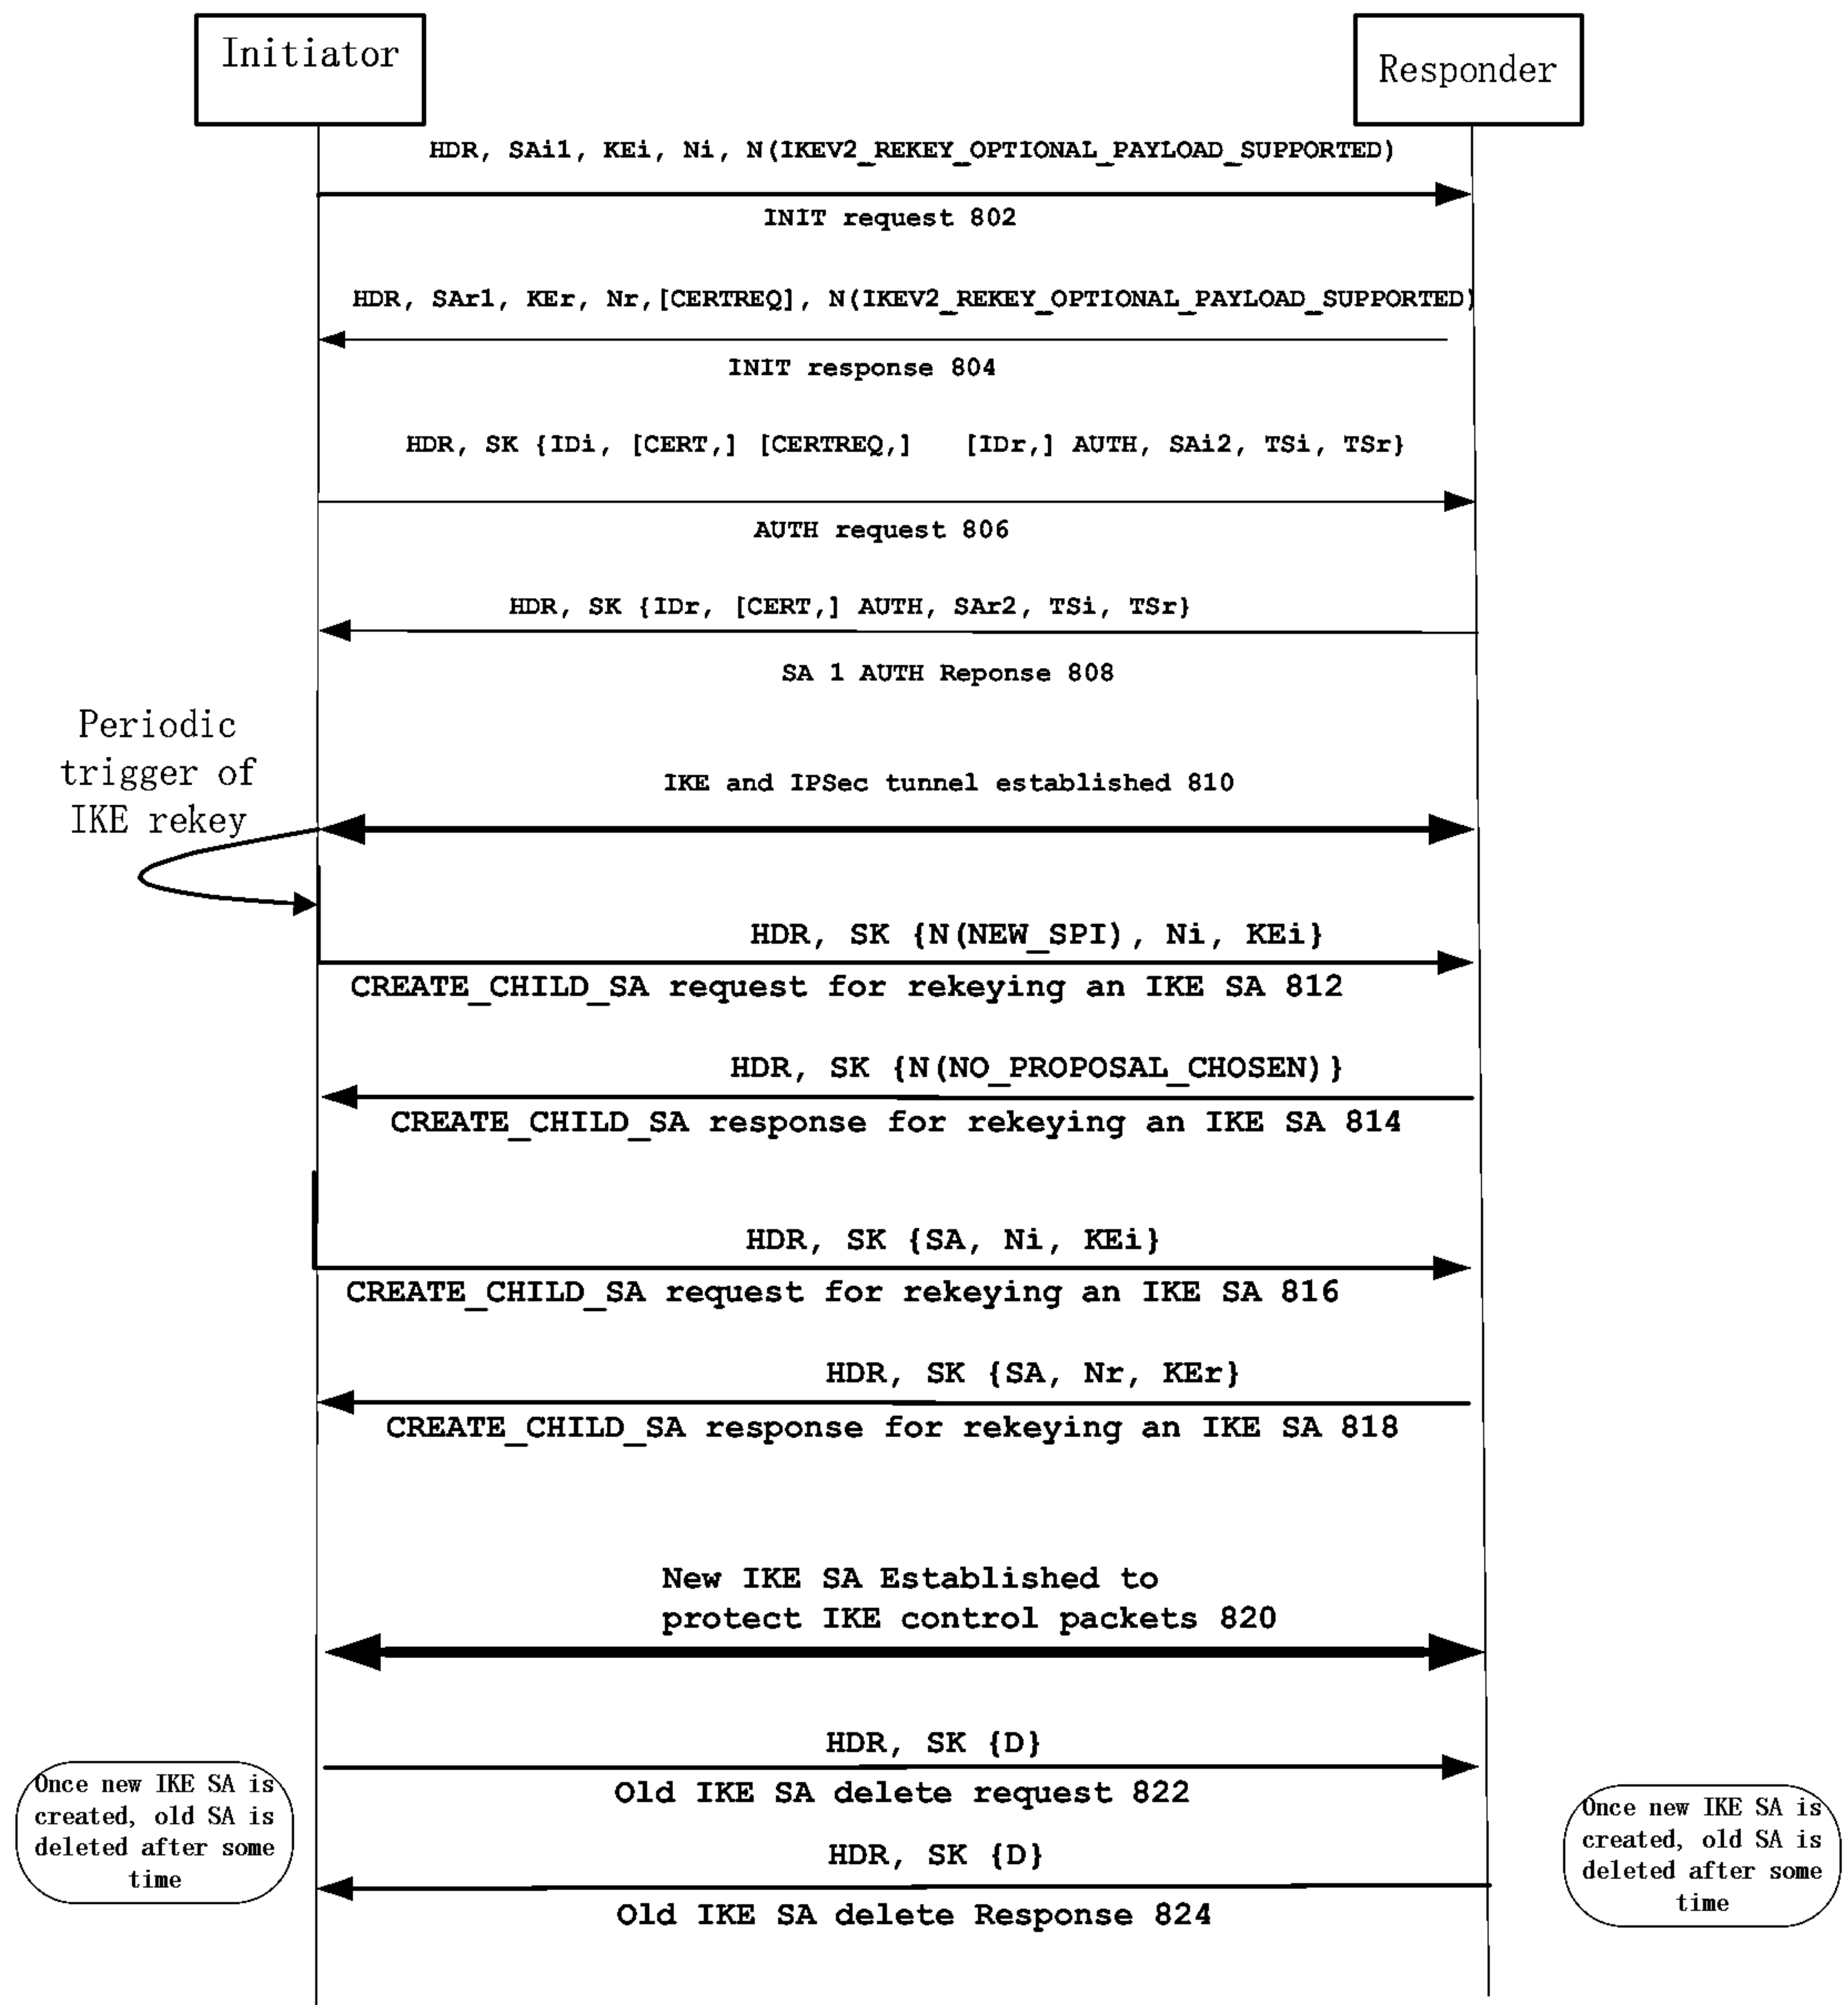 Initiator
Responder
HDR, SAi1, KEi, Ni, N(IKEV2_REKEY_OPTIONAL_PAYLOAD_SUPPORTED)
INIT request 802
HDR, SAr1, KEr, Nr,[CERTREQ], N(IKEV2_REKEY_OPTIONAL_PAYLOAD_SUPPORTED)
INIT response 804
HDR, SK {IDi, [CERT,] [CERTREQ,] [IDr,] AUTH, SAi2, TSi, TSr}
AUTH request 806
HDR, SK {IDr, [CERT,] AUTH, SAr2, TSi, TSr}
SA 1 AUTH Reponse 808
Periodic
trigger of
IKE rekey
IKE and IPSec tunnel established 810
HDR, SK {N(NEW_SPI), Ni, KEi}
CREATE_CHILD_SA request for rekeying an IKE SA 812
HDR, SK {N(NO_PROPOSAL_CHOSEN)}
CREATE_CHILD_SA response for rekeying an IKE SA 814
HDR, SK {SA, Ni, KEi}
CREATE_CHILD_SA request for rekeying an IKE SA 816
HDR, SK {SA, Nr, KEr}
CREATE_CHILD_SA response for rekeying an IKE SA 818
New IKE SA Established to
protect IKE control packets 820
HDR, SK {D}
Old IKE SA delete request 822
HDR, SK {D}
Old IKE SA delete Response 824
Once new IKE SA is
created, old SA is
deleted after some
time
Once new IKE SA is
created, old SA is
deleted after some
time